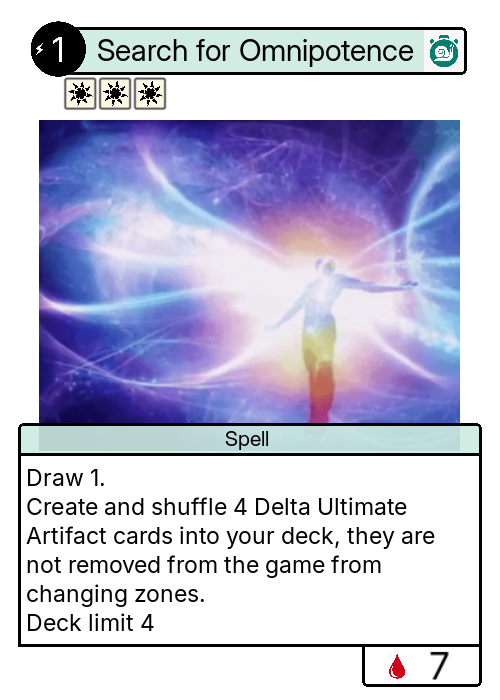 1 Search for Omnipotence
Spell
Draw 1.
Create and shuffle 4 Delta Ultimate
Artifact cards into your deck, they are
not removed from the game from
changing zones.
Deck limit 4
7